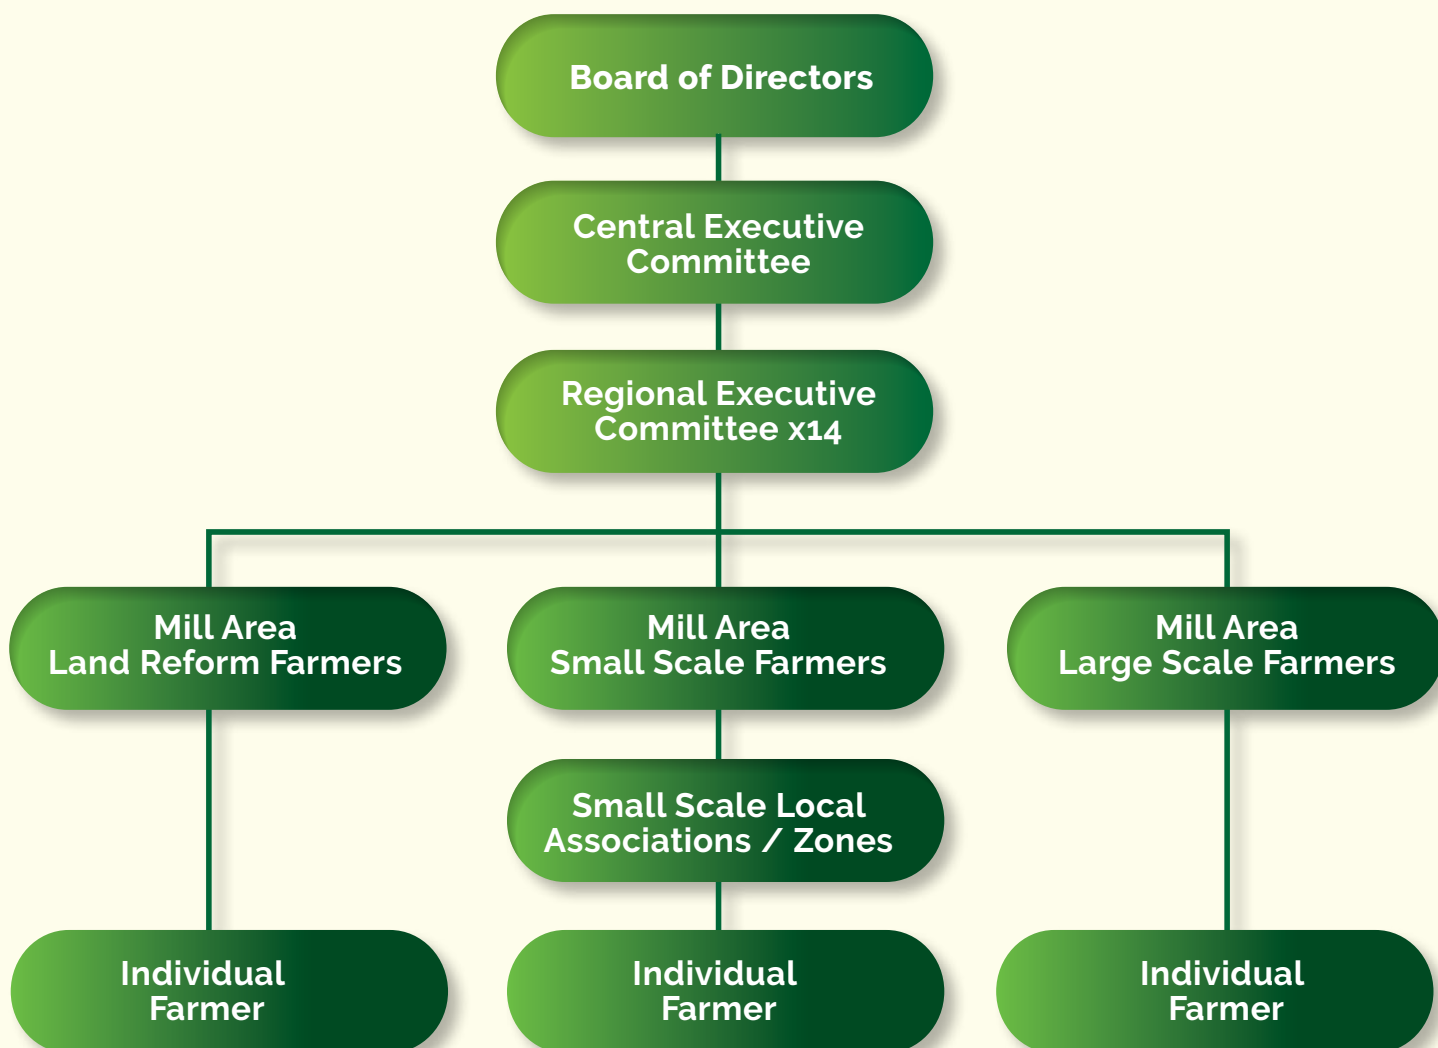 Board of Directors
Central Executive
Committee
Regional Executive
Committee x14
Mill Area
Land Reform Farmers
Mill Area
Small Scale Farmers
Mill Area
Large Scale Farmers
Small Scale Local
Associations / Zones
Individual
Farmer
Individual
Farmer
Individual
Farmer